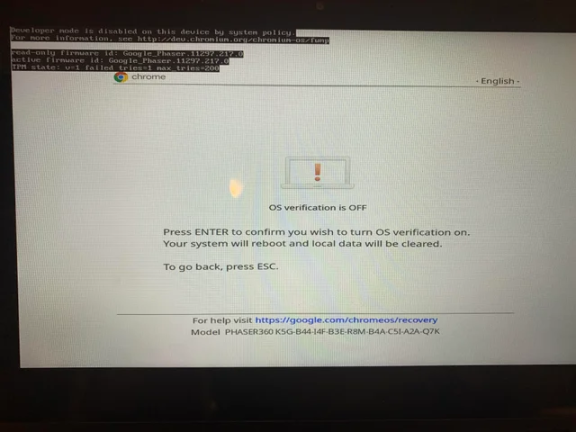 Developer mode is disabled on this device by system policy.
For more information, see http://dev.chromium.org/chromium-os/fwmp
read-only firmware id: Google_Phaser.11297.217.0
active firmware id: Google_Phaser.11297.217.0
TPM state: v=1 failed_tries=1 max_tries=200
chrome
English
OS verification is OFF
Press ENTER to confirm you wish to turn OS verification on.
Your system will reboot and local data will be cleared.
To go back, press ESC.
For help visit https://google.com/chromeos/recovery
Model PHASER360 K5G-B44-I4F-B3E-R8M-B4A-C5I-A2A-Q7K